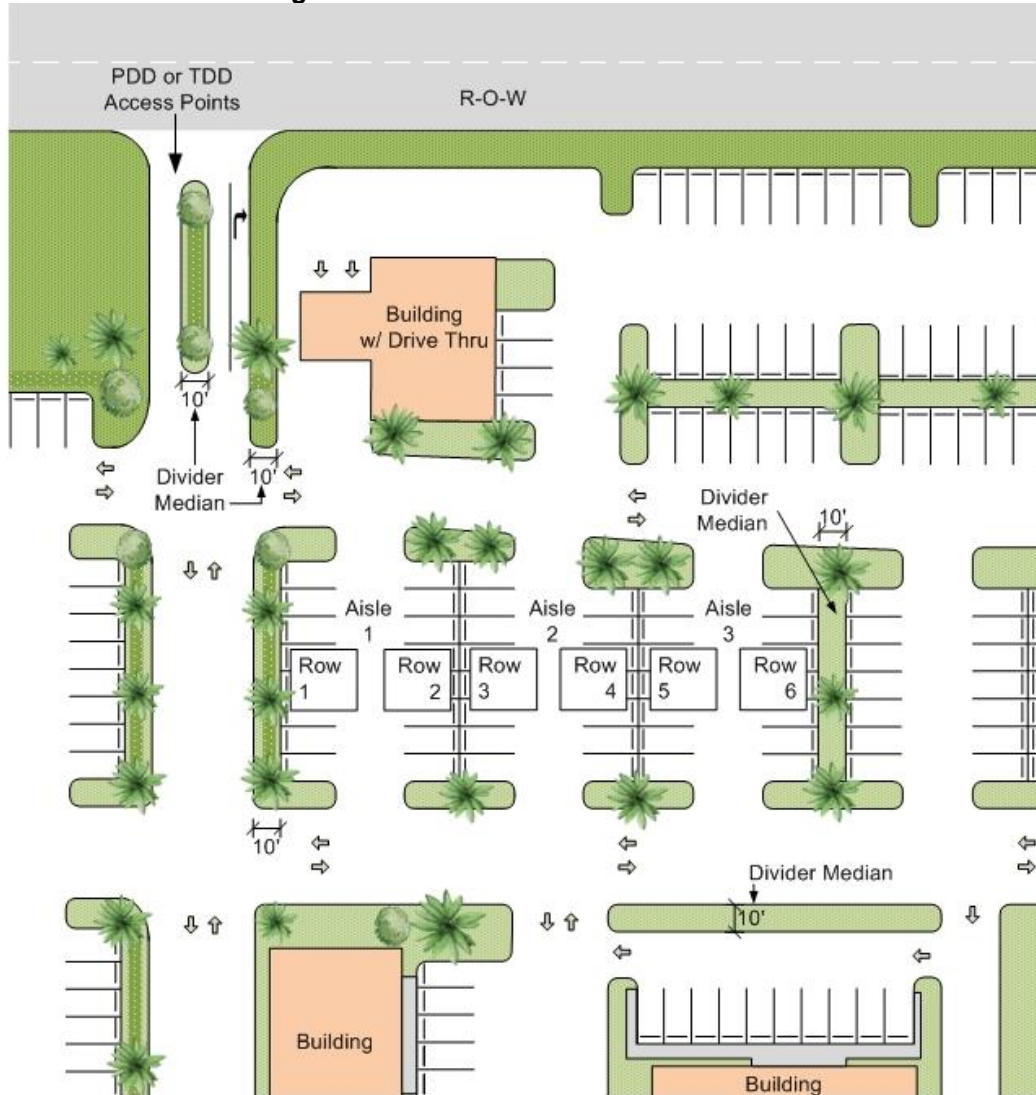 PDD or TDD
Access Points
R-O-W
Building
w/ Drive Thru
10'
10'
Divider
Median
Divider
Median
10'
Aisle
1
Aisle
2
Aisle
3
Row
1
Row
2
Row
3
Row
4
Row
5
Row
6
10'
Divider Median
10'
Building
Building